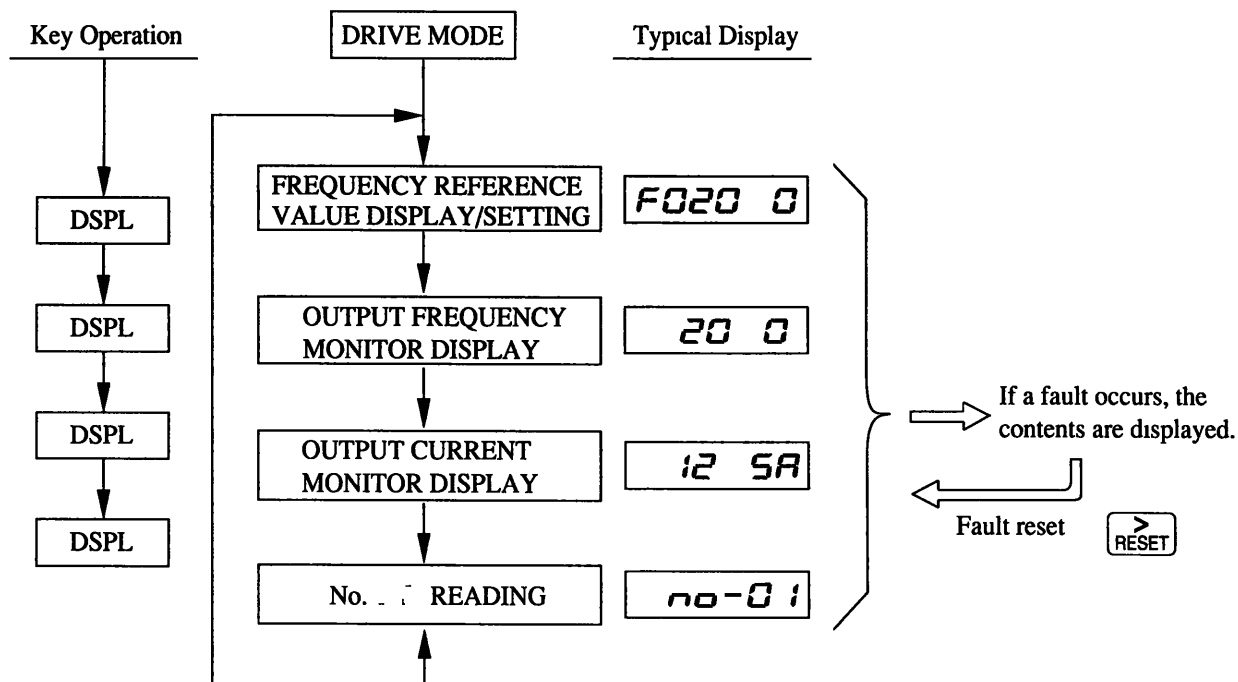 Key Operation
DRIVE MODE
Typical Display
DSPL
FREQUENCY REFERENCE
VALUE DISPLAY/SETTING
F020 0
DSPL
OUTPUT FREQUENCY
MONITOR DISPLAY
20 0
DSPL
OUTPUT CURRENT
MONITOR DISPLAY
12 5A
If a fault occurs, the
contents are displayed.
Fault reset
>
RESET
DSPL
No. READING
no-01